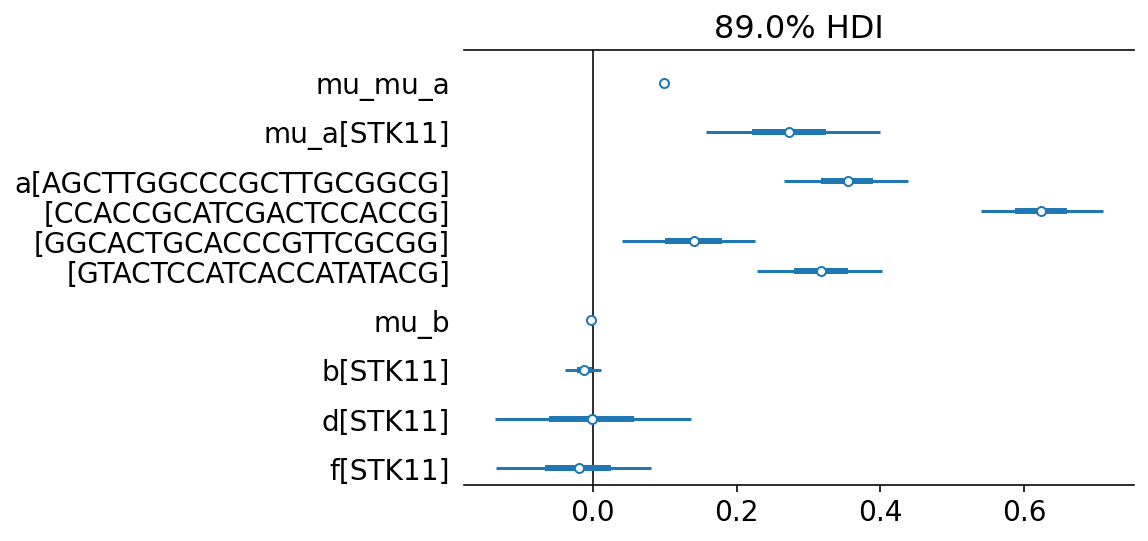 89.0% HDI
mu_mu_a
mu_a[STK11]
a[AGCTTGGCCCGCTTGCGGCG]
[CCACCGCATCGACTCCACCG]
[GGCACTGCACCCGTTCGCGG]
[GTACTCCATCACCATATACG]
mu_b
b[STK11]
d[STK11]
f[STK11]
0.0 0.2 0.4 0.6